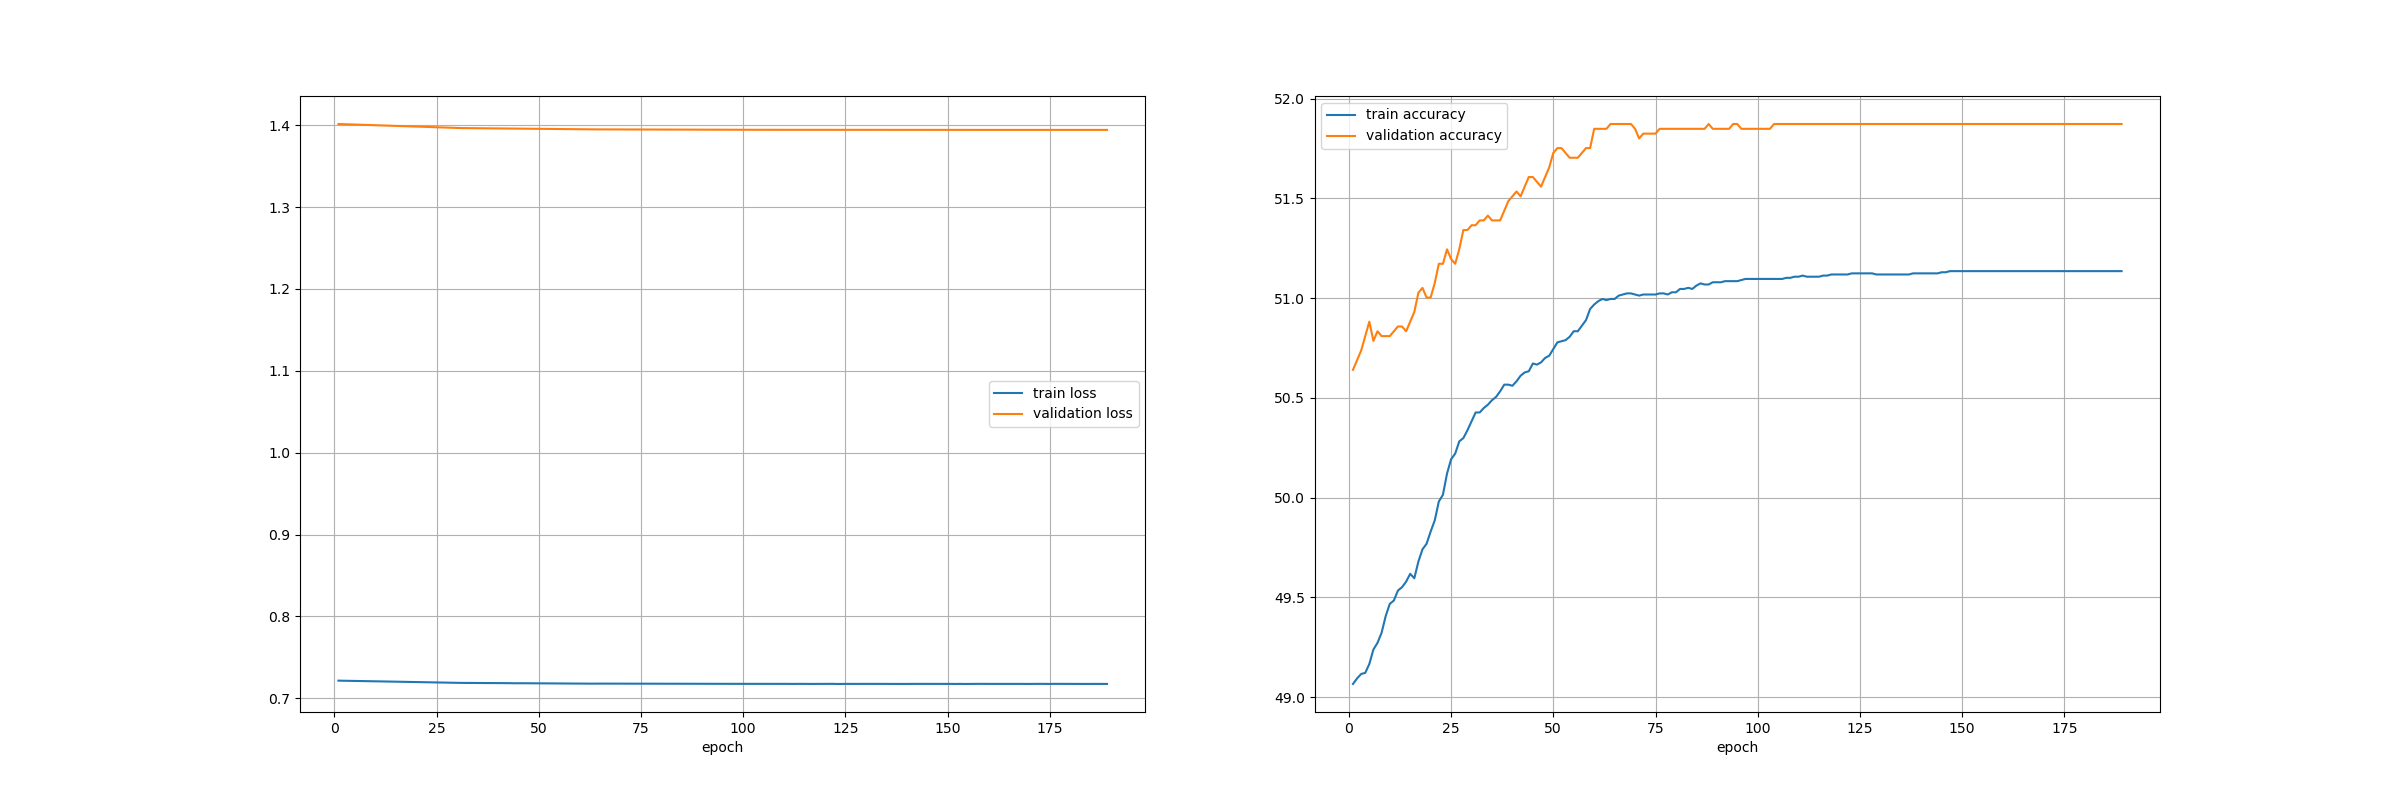 1.4
1.3
1.2
1.1
1.0
0.9
0.8
0.7
0 25 50 75 100 125 150 175
epoch
train loss
validation loss
52.0
51.5
51.0
50.5
50.0
49.5
49.0
0 25 50 75 100 125 150 175
epoch
train accuracy
validation accuracy